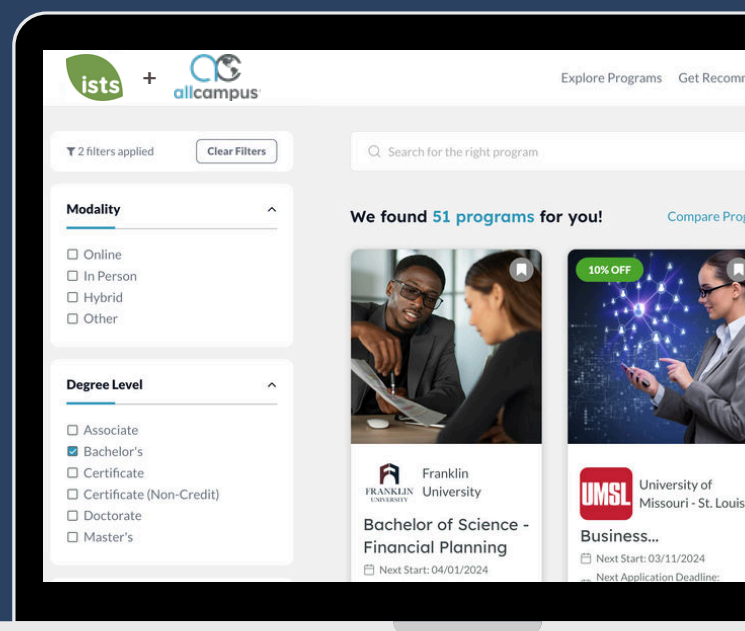 ists
+
allcampus
Explore Programs Get Recomm
2 filters applied
Clear Filters
Search for the right program
Modality
Online
In Person
Hybrid
Other
We found 51 programs for you!
Compare Prog
10% OFF
Degree Level
Associate
Bachelor's
Certificate
Certificate (Non-Credit)
Doctorate
Master's
FRANKLIN
UNIVERSITY
Franklin
University
Bachelor of Science -
Financial Planning
Next Start: 04/01/2024
UMSL
University of
Missouri - St. Louis
Business...
Next Start: 03/11/2024
Next Application Deadline: